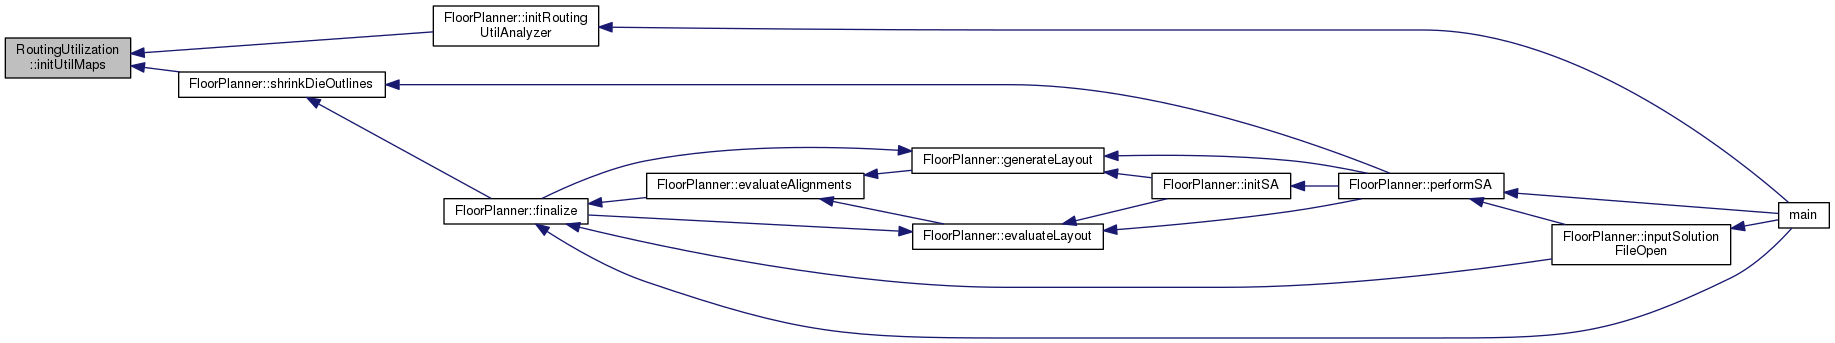 RoutingUtilization
::initUtilMaps
FloorPlanner::initRouting
UtilAnalyzer
FloorPlanner::shrinkDieOutlines
FloorPlanner::finalize
FloorPlanner::evaluateAlignments
FloorPlanner::generateLayout
FloorPlanner::evaluateLayout
FloorPlanner::initSA
FloorPlanner::performSA
FloorPlanner::inputSolution
FileOpen
main